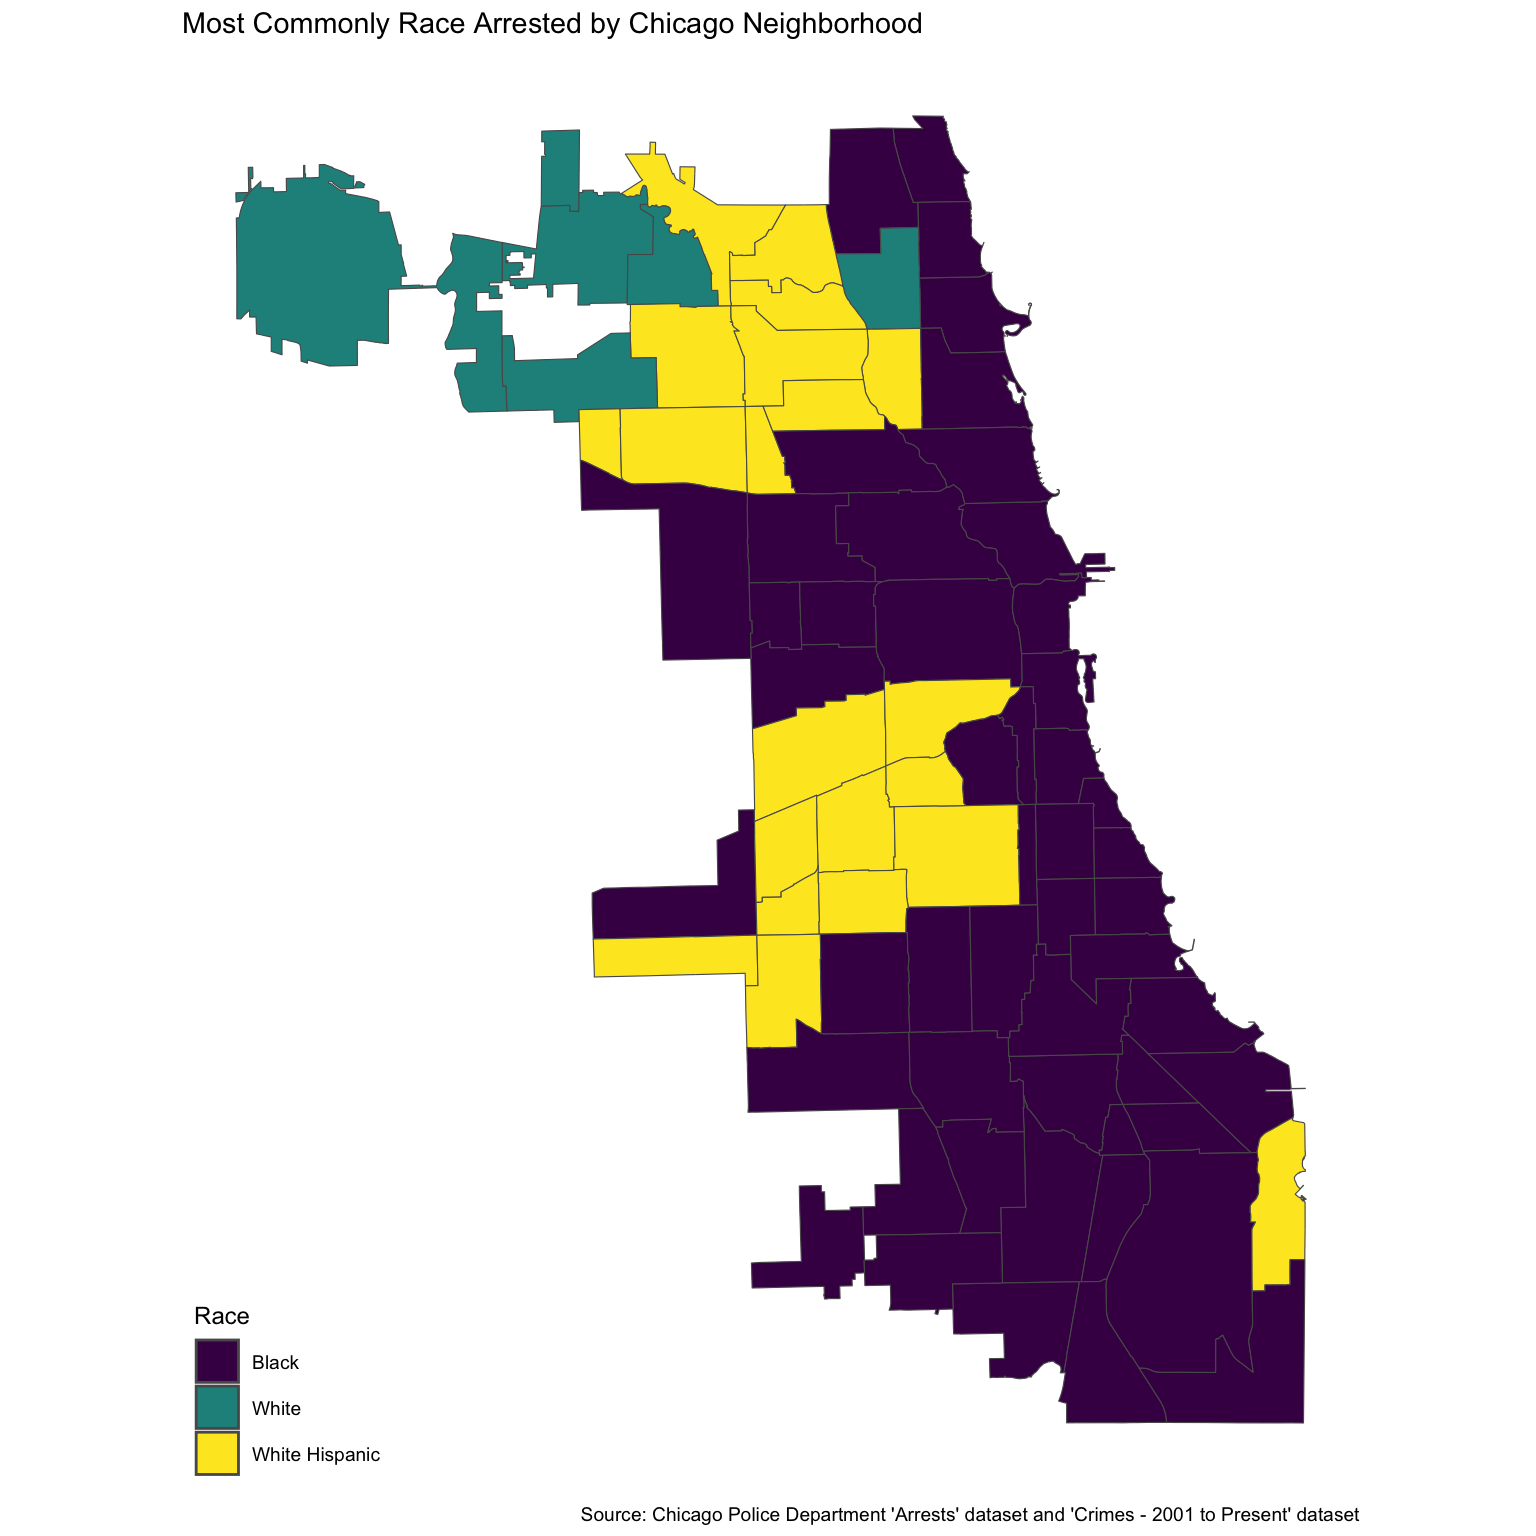 Most Commonly Race Arrested by Chicago Neighborhood
Race
Black
White
White Hispanic
Source: Chicago Police Department 'Arrests' dataset and 'Crimes - 2001 to Present' dataset